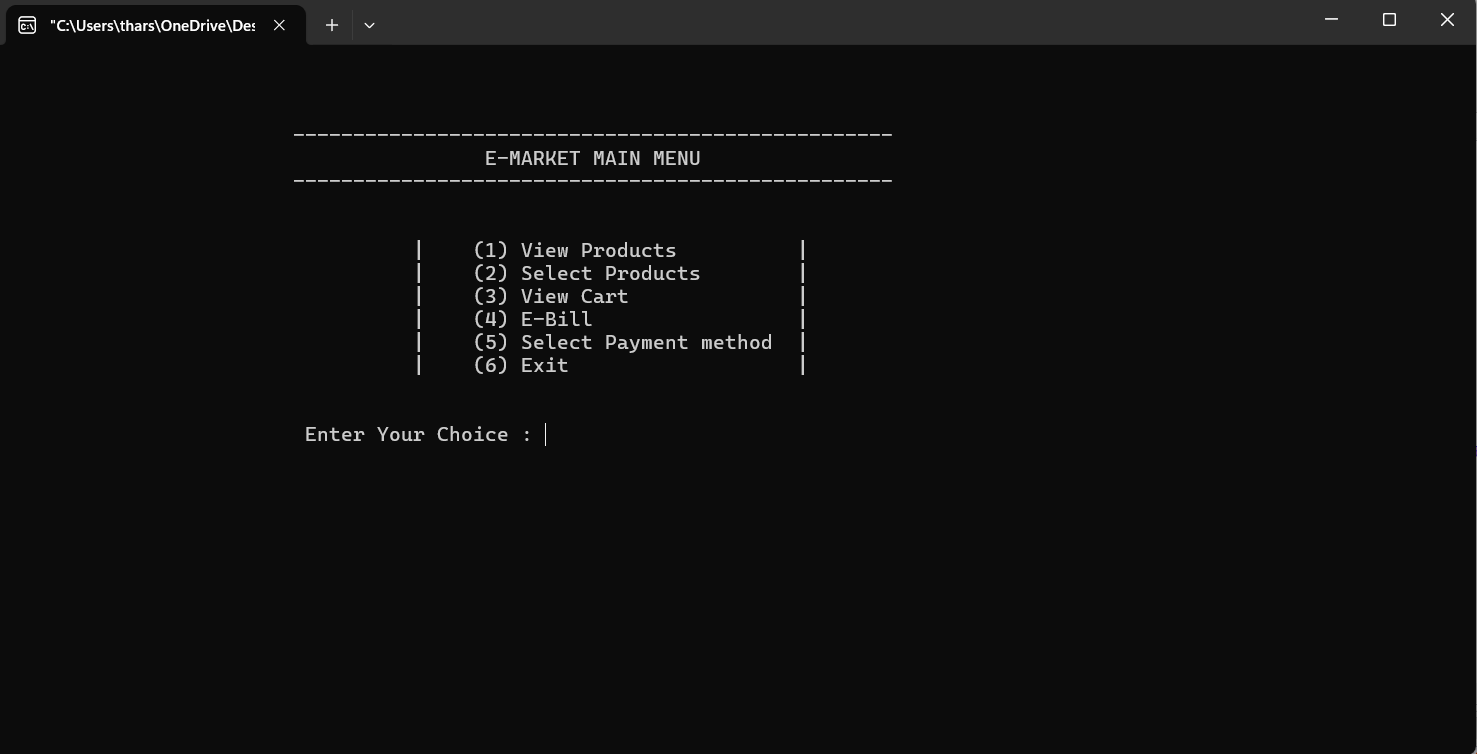 "C:\Users\thars\OneDrive\Des
--------------------------------------------------
E-MARKET MAIN MENU
--------------------------------------------------
| (1) View Products |
| (2) Select Products |
| (3) View Cart |
| (4) E-Bill |
| (5) Select Payment method |
| (6) Exit |
Enter Your Choice :